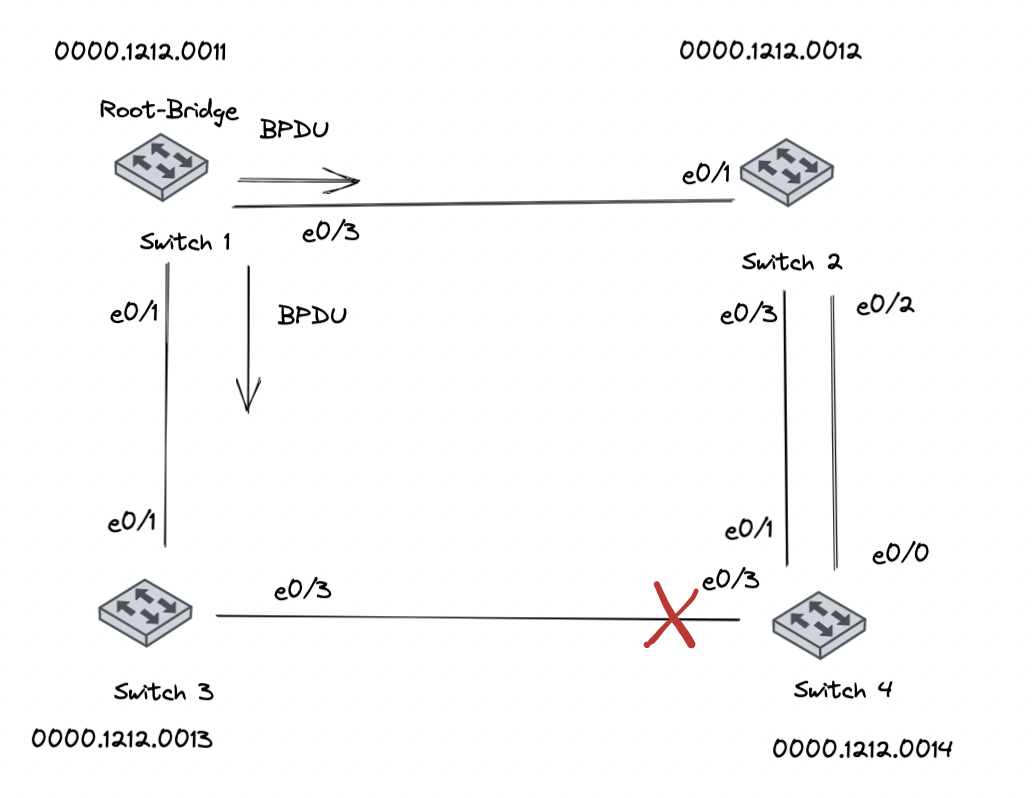 0000.1212.0011
0000.1212.0012
Root-Bridge
BPDU
e0/1
e0/3
Switch 1
Switch 2
e0/1
BPDU
e0/3
e0/2
e0/1
e0/1
e0/0
e0/3
e0/3
Switch 3
Switch 4
0000.1212.0013
0000.1212.0014